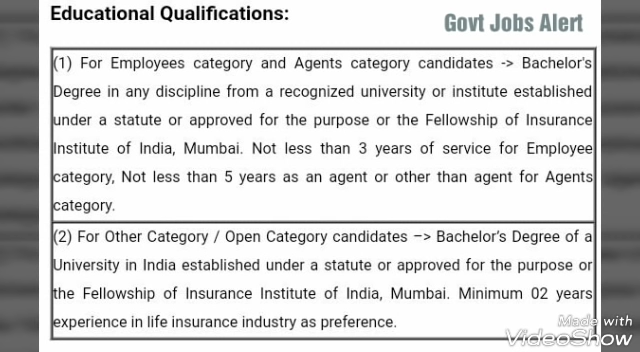 Educational Qualifications:
Govt Jobs Alert
(1) For Employees category and Agents category candidates -> Bachelor's
Degree in any discipline from a recognized university or institute established
under a statute or approved for the purpose or the Fellowship of Insurance
Institute of India, Mumbai. Not less than 3 years of service for Employee
category, Not less than 5 years as an agent or other than agent for Agents
category.
(2) For Other Category / Open Category candidates –> Bachelor's Degree of a
University in India established under a statute or approved for the purpose or
the Fellowship of Insurance Institute of India, Mumbai. Minimum 02 years
experience in life insurance industry as preference.
Made with
VideoShow